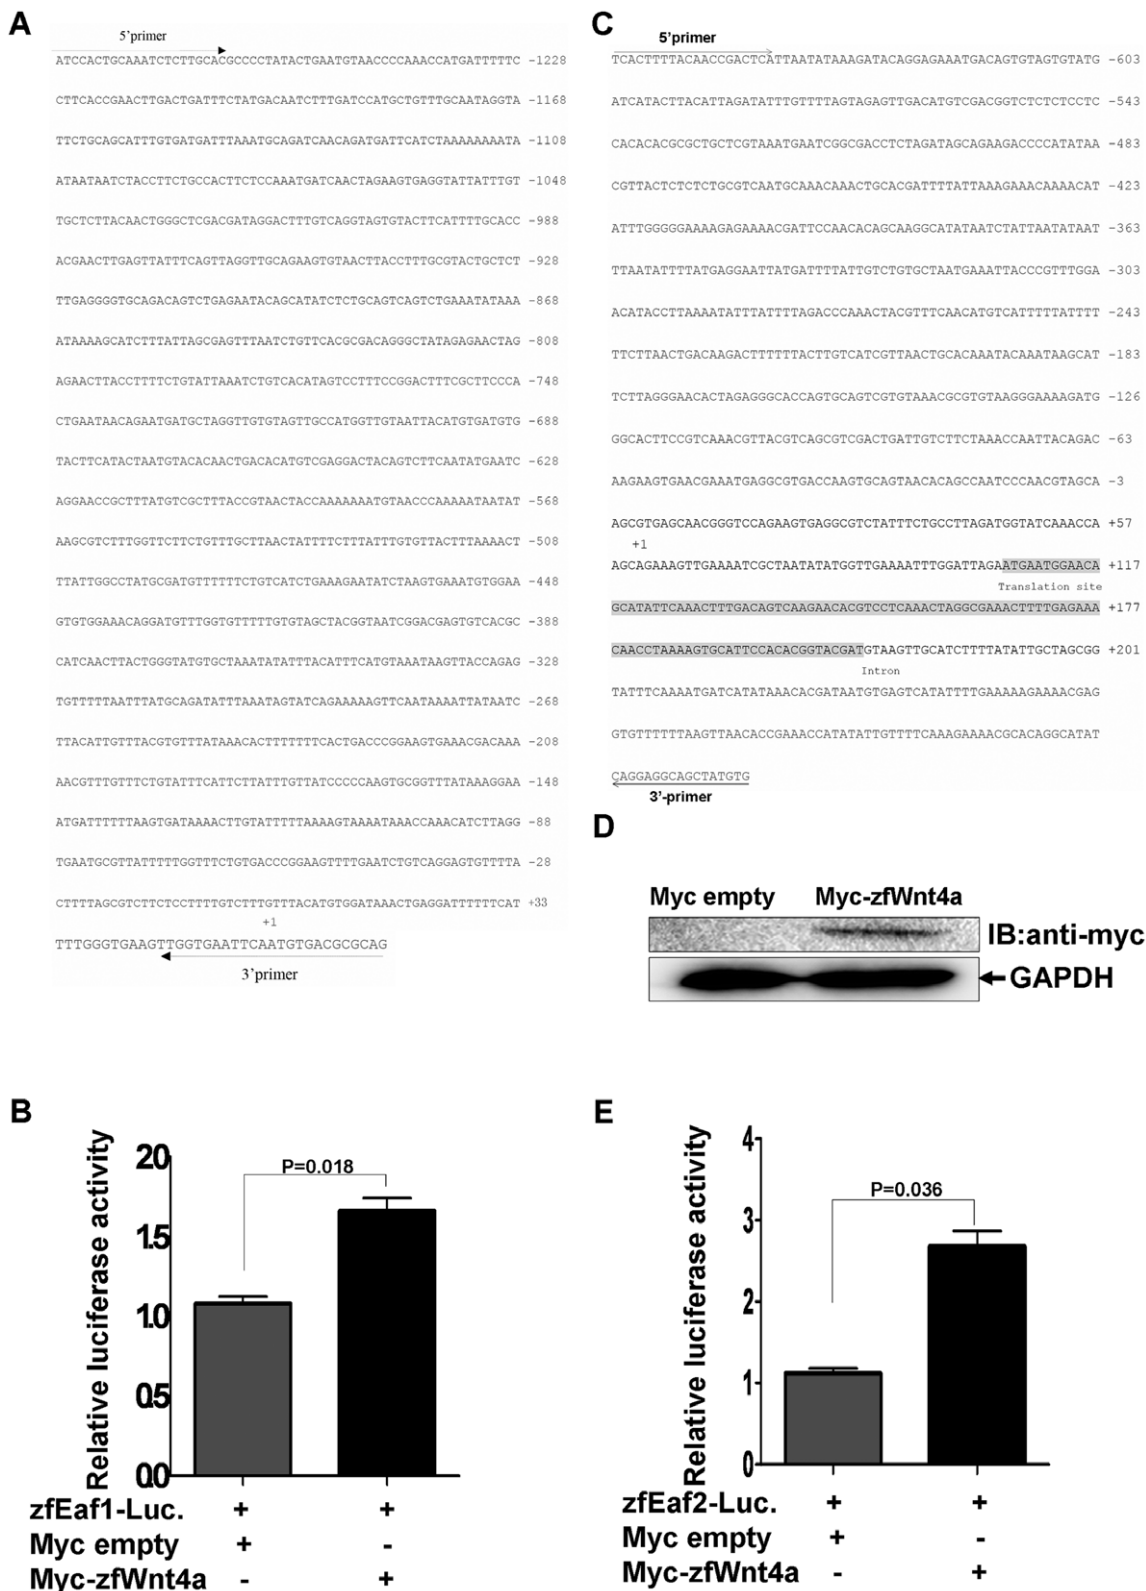 A
5'primer
ATCCACTGCAAATCTCTTGCACGCCCCTATACTGAATGTAACCCCAAACCATGATTTTTC -1228
CTTCACCGAACTTGACTGATTTCTATGACAATCTTTGATCCATGCTGTTTGCAATAGGTA -1168
TTCTGCAGCATTTGTGATGATTTAAATGCAGATCAACAGATGATTCATCTAAAAAAAATA -1108
ATAATAATCTACCTTCTGCCACTTCTCCAAATGATCAACTAGAAGTGAGGTATTATTTGT -1048
TGCTCTTACAACTGGGCTCGACGATAGGACTTTGTCAGGTAGTGTACTTCATTTTGCACC -988
ACGAACTTGAGTTATTTCAGTTAGGTTGCAGAAGTGTAACTTACCTTTGCGTACTGCTCT -928
TTGAGGGGTGCAGACAGTCTGAGAATACAGCATATCTCTGCAGTCAGTCTGAAATATAAA -868
ATAAAAGCATCTTTATTAGCGAGTTTAATCTGTTCACGCGACAGGGCTATAGAGAACTAG -808
AGAACTTACCTTTTCTGTATTAAATCTGTCACATAGTCCTTTCCGGACTTTCGCTTCCCA -748
CTGAATAACAGAATGATGCTAGGTTGTGTAGTTGCCATGGTTGTAATTACATGTGATGTG -688
TACTTCATACTAATGTACACAACTGACACATGTCGAGGACTACAGTCTTCAATATGAATC -628
AGGAACCGCTTTATGTCGCTTTACCGTAACTACCAAAAAAATGTAACCCAAAAATAATAT -568
AAGCGTCTTTGGTTCTTCTGTTTGCTTAACTATTTTCTTTATTTGTGTTACTTTAAAACT -508
TTATTGGCCTATGCGATGTTTTTTCTGTCATCTGAAAGAATATCTAAGTGAAATGTGGAA -448
GTGTGGAAACAGGATGTTTGGTGTTTTTGTGTAGCTACGGTAATCGGACGAGTGTCACGC -388
CATCAACTTACTGGGTATGTGCTAAATATATTTACATTTCATGTAAATAAGTTACCAGAG -328
TGTTTTTAATTTATGCAGATATTTAAATAGTATCAGAAAAAGTTCAATAAAATTATAATC -268
TTACATTGTTTACGTGTTTATAAACACTTTTTTTCACTGACCCGGAAGTGAAACGACAAA -208
AACGTTTGTTTCTGTATTTCATTCTTATTTGTTATCCCCCAAGTGCGGTTTATAAAGGAA -148
ATGATTTTTTAAGTGATAAAACTTGTATTTTTAAAAGTAAAATAAACCAAACATCTTAGG -88
TGAATGCGTTATTTTTGGTTTCTGTGACCCGGAAGTTTTGAATCTGTCAGGAGTGTTTTA -28
CTTTTAGCGTCTTCTCCTTTTGTCTTTGTTTACATGTGGATAAACTGAGGATTTTTTCAT +33
+1
TTTGGGTGAAGTTGGTGAATTCAATGTGACGCGCAG
3'primer
C
5'primer
TCACTTTTACAACCGACTCATTAATATAAAGATACAGGAGAAATGACAGTGTAGTGTATG -603
ATCATACTTACATTAGATATTTGTTTTAGTAGAGTTGACATGTCGACGGTCTCTCTCCTC -543
CACACACGCGCTGCTCGTAAATGAATCGGCGACCTCTAGATAGCAGAAGACCCCATATAA -483
CGTTACTCTCTCTGCGTCAATGCAAACAAACTGCACGATTTTATTAAAGAAACAAAACAT -423
ATTTGGGGGAAAAGAGAAAACGATTCCAACACAGCAAGGCATATAATCTATTAATATAAT -363
TTAATATTTTATGAGGAATTATGATTTTATTGTCTGTGCTAATGAAATTACCCGTTTGGA -303
ACATACCTTAAAATATTTATTTTAGACCCAAACTACGTTTCAACATGTCATTTTTATTTT -243
TTCTTAACTGACAAGACTTTTTTACTTGTCATCGTTAACTGCACAAATACAAATAAGCAT -183
TCTTAGGGAACACTAGAGGGCACCAGTGCAGTCGTGTAAACGCGTGTAAGGGAAAAGATG -126
GGCACTTCCGTCAAACGTTACGTCAGCGTCGACTGATTGTCTTCTAAACCAATTACAGAC -63
AAGAAGTGAACGAAATGAGGCGTGACCAAGTGCAGTAACACAGCCAATCCCAACGTAGCA -3
AGCGTGAGCAACGGGTCCAGAAGTGAGGCGTCTATTTCTGCCTTAGATGGTATCAAACCA +57
+1
AGCAGAAAGTTGAAAATCGCTAATATATGGTTGAAAATTTGGATTAGAATGAATGGAACA +117
Translation site
GCATATTCAAACTTTGACAGTCAAGAACACGTCCTCAAACTAGGCGAAACTTTTGAGAAA +177
CAACCTAAAAGTGCATTCCACACGGTACGATGTAAGTTGCATCTTTTATATTGCTAGCGG +201
Intron
TATTTCAAAATGATCATATAAACACGATAATGTGAGTCATATTTTGAAAAAGAAAACGAG
GTGTTTTTTAAGTTAACACCGAAACCATATATTGTTTTCAAAGAAAACGCACAGGCATAT
CAGGAGGCAGCTATGTG
3'-primer
D
Myc empty Myc-zfWnt4a
IB:anti-myc
GAPDH
B
Relative luciferase activity
2.0
1.5
1.0
0.5
0.0
P=0.018
zfEaf1-Luc. + +
Myc empty + -
Myc-zfWnt4a - +
E
Relative luciferase activity
4
3
2
1
0
P=0.036
zfEaf2-Luc. + +
Myc empty + -
Myc-zfWnt4a - +